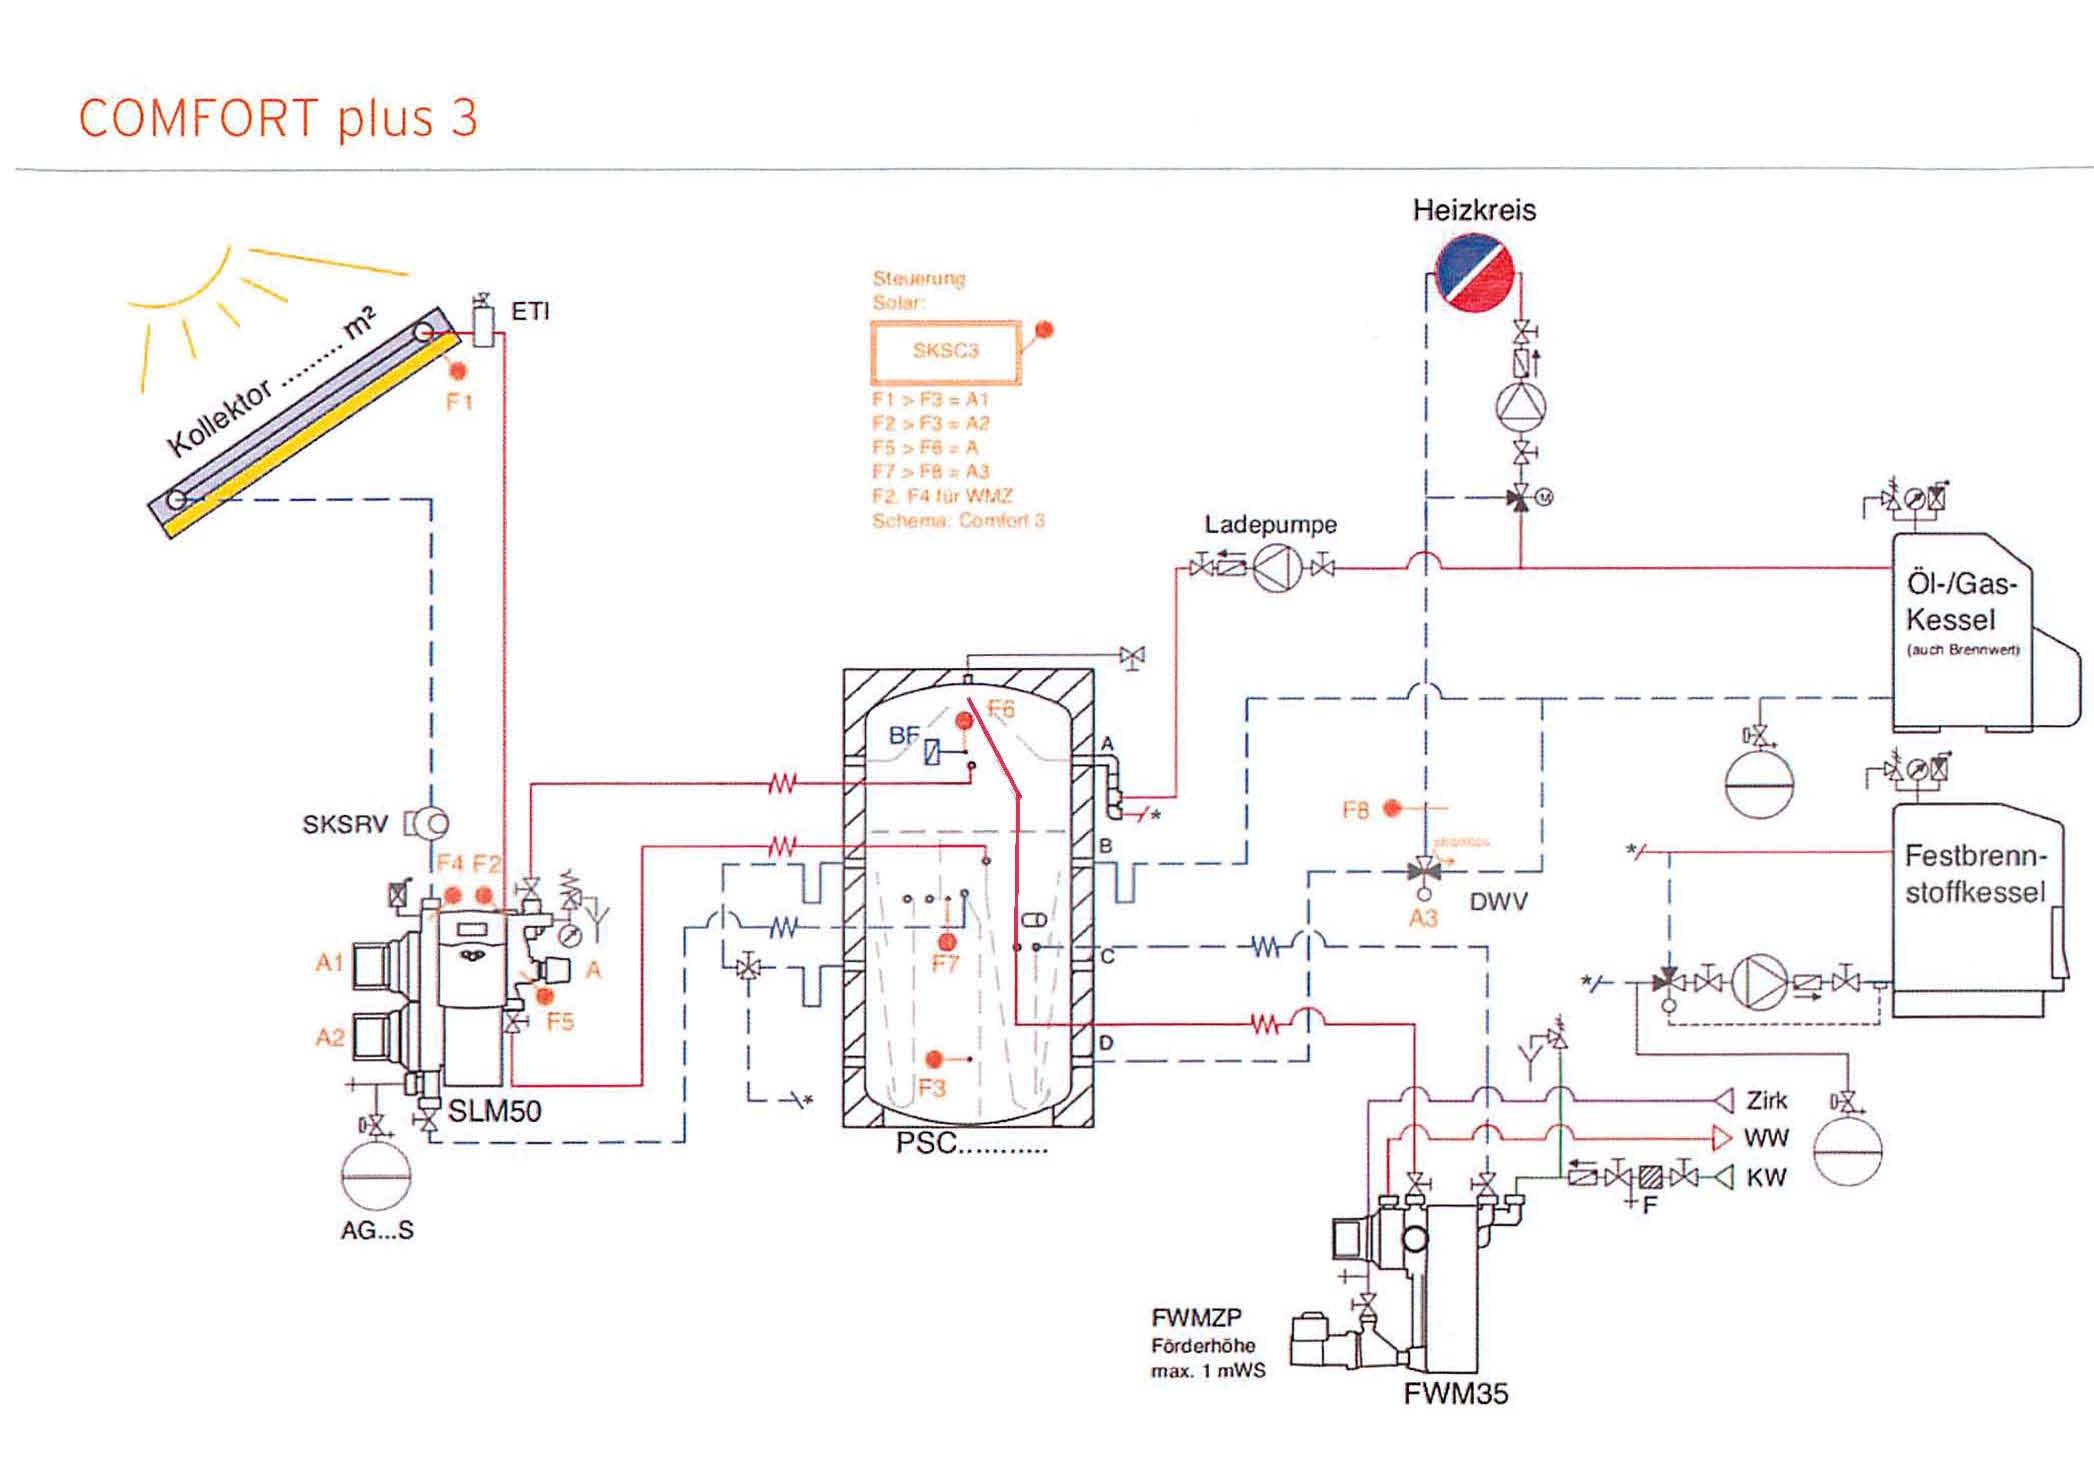 COMFORT plus 3
Heizkreis
Steuerung
Solar:
SKSC3
F1 > F3 = A1
F2 > F3 = A2
F5 > F6 = A
F7 > F8 = A3
F2, F4 für WMZ
Schema: Comfort 3
ETI
Kollektor ........ m²
F1
Ladepumpe
M
Öl-/Gas-
Kessel
(auch Brennwert)
F6
BF
A
*
B
SKSRV
F4 F2
F8
DWV
A3
*
Festbrenn-
stoffkessel
A1
A
F5
A2
F7
C
*
D
F3
*
SLM50
PSC...........
AG...S
Zirk
WW
KW
F
FWMZP
Förderhöhe
max. 1 mWS
FWM35